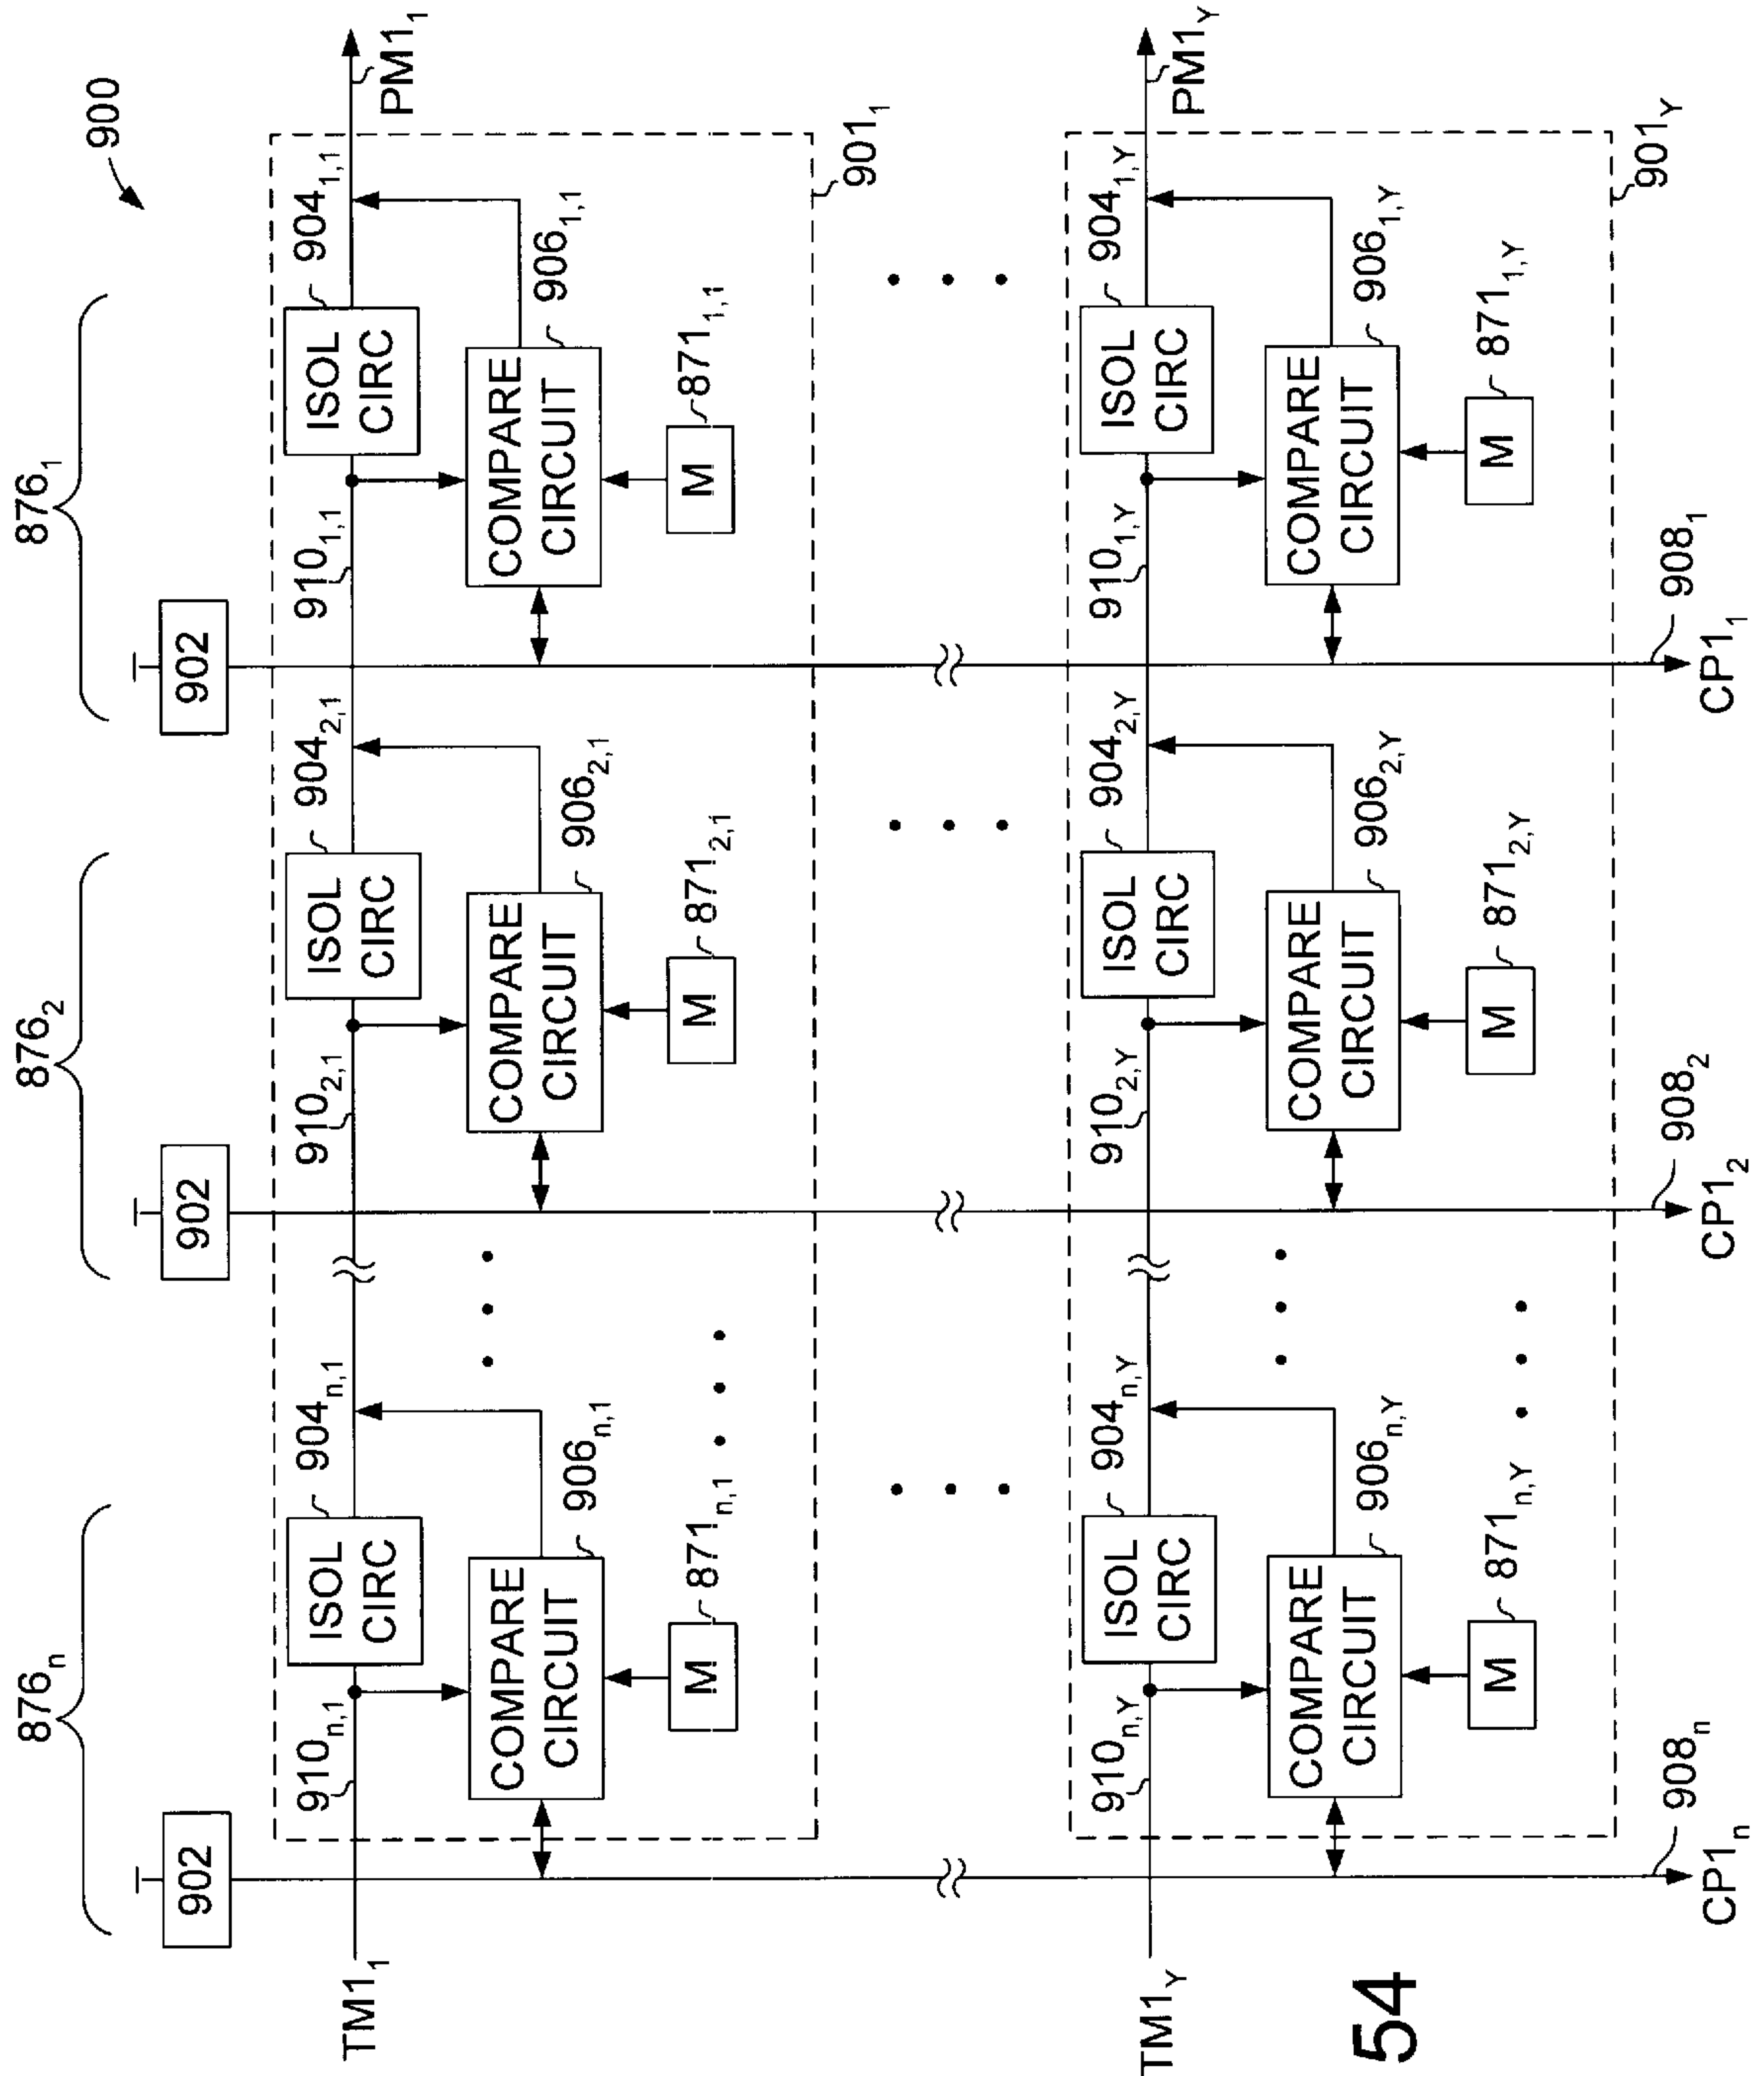 900
876ₙ
876₂
876₁
902
902
902
TM1₁
910ₙ,₁
ISOL
CIRC
904ₙ,₁
910₂,₁
ISOL
CIRC
904₂,₁
910₁,₁
ISOL
CIRC
904₁,₁
PM1₁
COMPARE
CIRCUIT
906ₙ,₁
COMPARE
CIRCUIT
906₂,₁
COMPARE
CIRCUIT
906₁,₁
M
871ₙ,₁
M
871₂,₁
M
871₁,₁
901₁
TM1Y
910n,Y
ISOL
CIRC
904n,Y
910₂,Y
ISOL
CIRC
904₂,Y
910₁,Y
ISOL
CIRC
904₁,Y
PM1Y
COMPARE
CIRCUIT
906n,Y
COMPARE
CIRCUIT
906₂,Y
COMPARE
CIRCUIT
906₁,Y
M
871n,Y
M
871₂,Y
M
871₁,Y
901Y
908ₙ
908₂
908₁
CP1ₙ
CP1₂
CP1₁
54